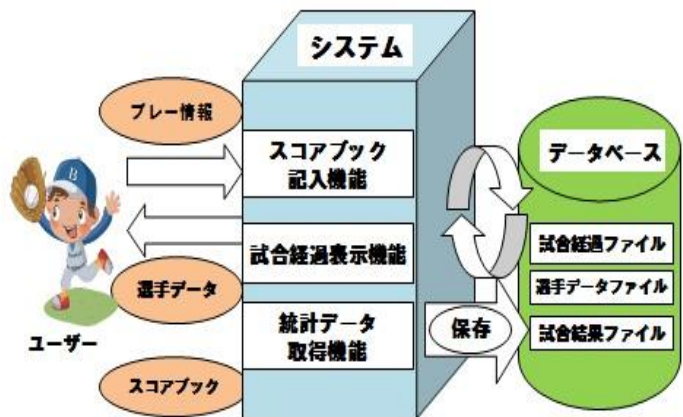 システム
プレー情報
スコアブック
記入機能
データベース
B
試合経過表示機能
試合経過ファイル
選手データ
選手データファイル
統計データ
取得機能
保存
試合結果ファイル
ユーザー
スコアブック